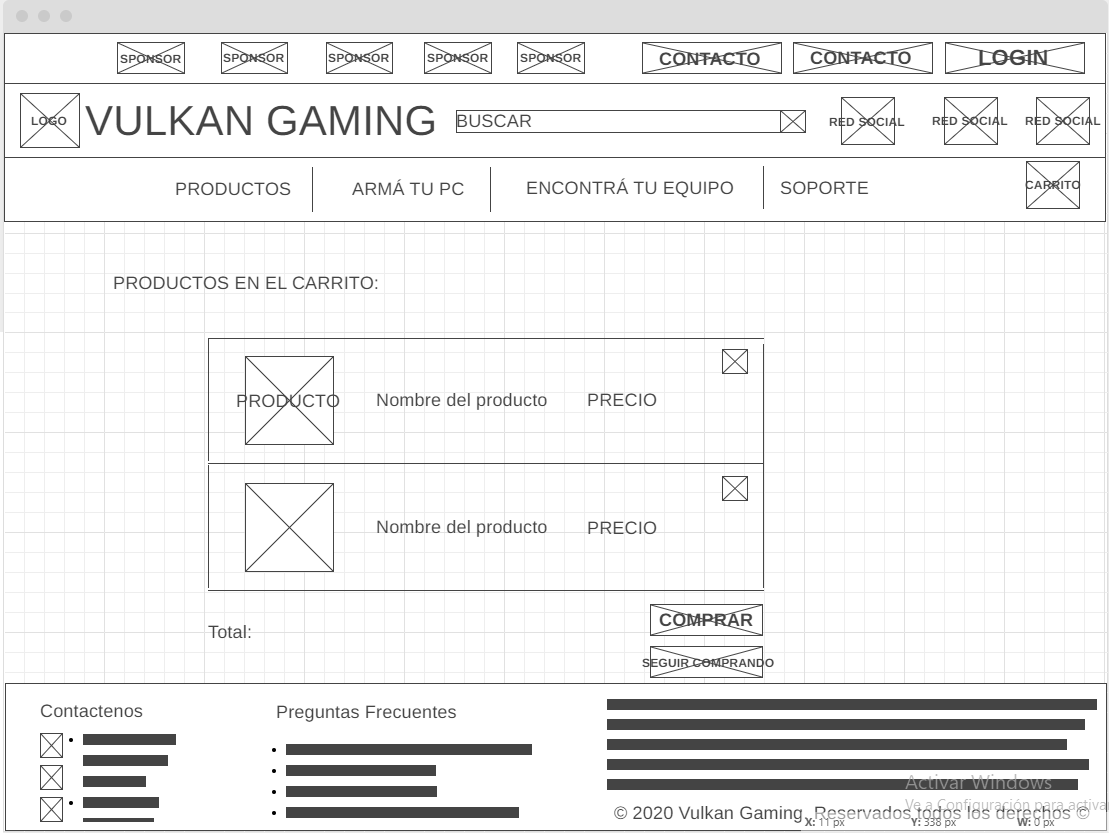 SPONSOR SPONSOR SPONSOR SPONSOR SPONSOR CONTACTO CONTACTO LOGIN
LOGO VULKAN GAMING BUSCAR RED SOCIAL RED SOCIAL RED SOCIAL
PRODUCTOS ARMÁ TU PC ENCONTRÁ TU EQUIPO SOPORTE CARRITO
PRODUCTOS EN EL CARRITO:
PRODUCTO Nombre del producto PRECIO
Nombre del producto PRECIO
COMPRAR
Total:
SEGUIR COMPRANDO
Contactenos Preguntas Frecuentes
Activar Windows
Ve a Configuración para activar
© 2020 Vulkan Gaming Reservados todos los derechos ©
X: 11 px Y: 338 px W: 0 px